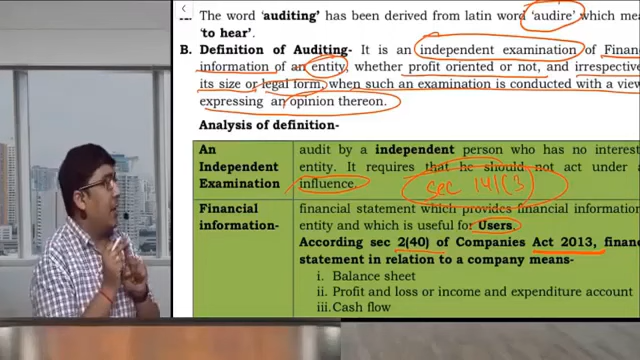 The word 'auditing' has been derived from latin word 'audire' which
'to hear'.
B. Definition of Auditing- It is an independent examination of
information of an entity, whether profit oriented or not, and
its size or legal form, when such an examination is conducted with a view
expressing an opinion thereon.
Analysis of definition-
An Independent Examination
audit by a independent person who has no interest
entity. It requires that he should not act under
influence.
sec 141(3)
Financial information-
financial statement which provides financial information
entity and which is useful for Users.
According sec 2(40) of Companies Act 2013,
statement in relation to a company means-
i. Balance sheet
ii. Profit and loss or income and expenditure account
iii. Cash flow